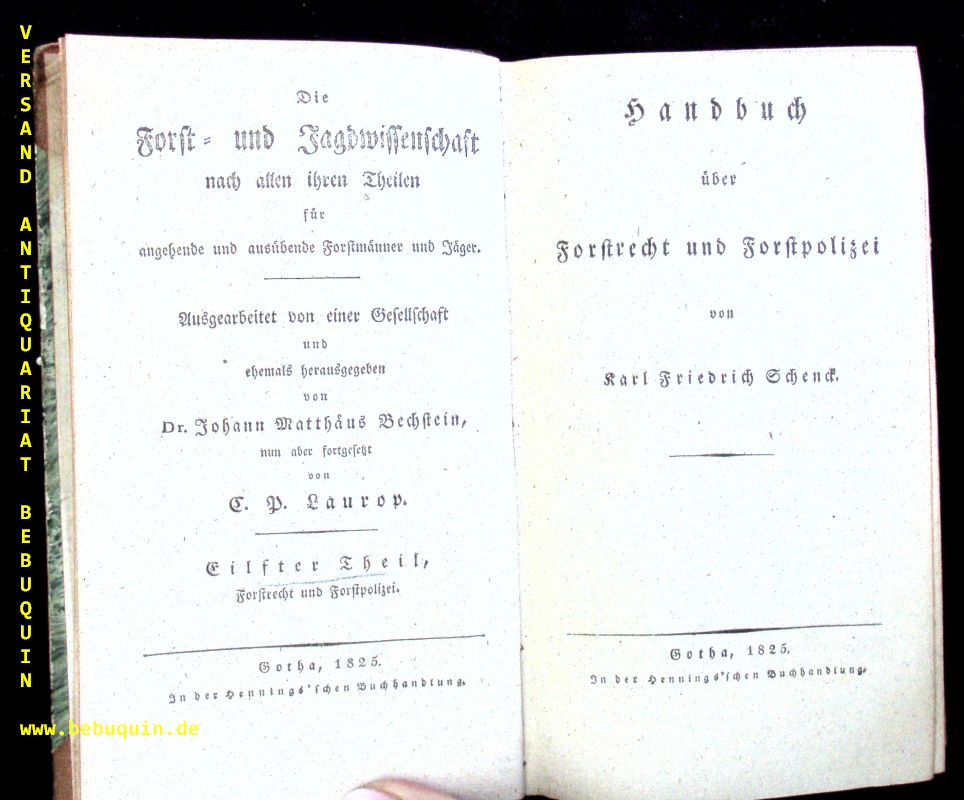 VERSAND ANTIQUARIAT BEBUQUIN
www.bebuquin.de
Die
Forst- und Jagdwissenschaft
nach allen ihren Theilen
für
angehende und ausübende Forstmänner und Jäger.
Ausgearbeitet von einer Gesellschaft
und
ehemals herausgegeben
von
Dr. Johann Matthäus Bechstein,
nun aber fortgesetzt
von
C. P. Laurop.
Eilfter Theil,
Forstrecht und Forstpolizei.
Gotha, 1825.
In der Hennings'schen Buchhandlung.
Handbuch
über
Forstrecht und Forstpolizei
von
Karl Friedrich Schenck.
Gotha, 1825.
In der Hennings'schen Buchhandlung.